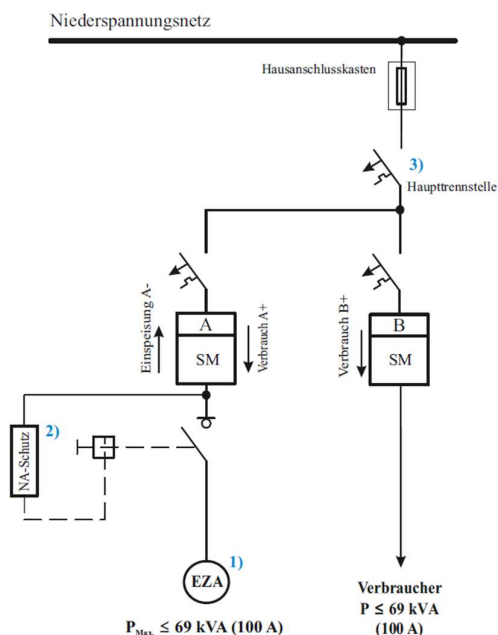 Niederspannungsnetz
Hausanschlusskasten
3)
Haupttrennstelle
Einspeisung A-
A
SM
Verbrauch A+
Verbrauch B+
B
SM
NA-Schutz
2)
1)
EZA
PMax. ≤ 69 kVA (100 A)
Verbraucher
P ≤ 69 kVA
(100 A)